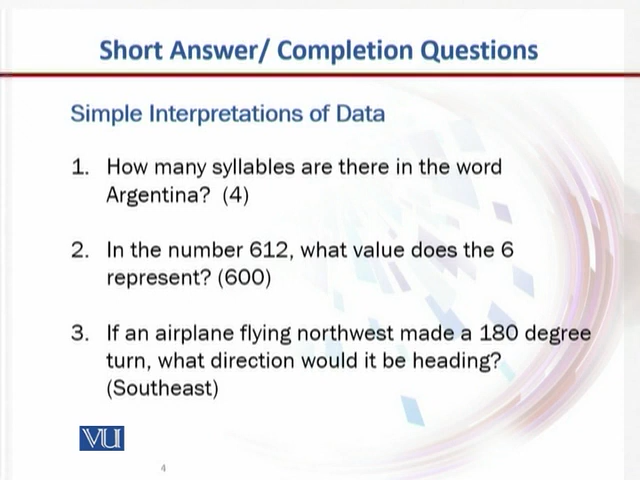 Short Answer/ Completion Questions
Simple Interpretations of Data
1. How many syllables are there in the word
Argentina? (4)
2. In the number 612, what value does the 6
represent? (600)
3. If an airplane flying northwest made a 180 degree
turn, what direction would it be heading?
(Southeast)
VU
4